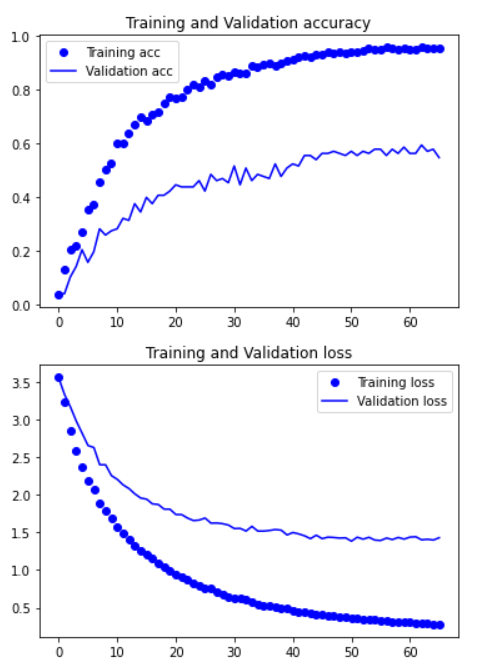 Training and Validation accuracy
1.0
Training acc
Validation acc
0.8
0.6
0.4
0.2
0.0
0 10 20 30 40 50 60
Training and Validation loss
3.5
Training loss
Validation loss
3.0
2.5
2.0
1.5
1.0
0.5
0 10 20 30 40 50 60